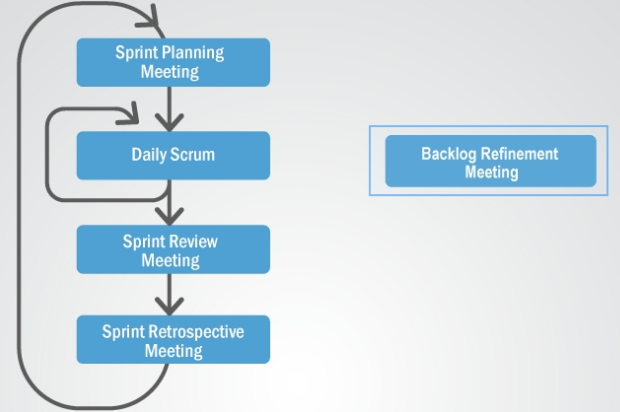 Sprint Planning
Meeting
Daily Scrum
Backlog Refinement
Meeting
Sprint Review
Meeting
Sprint Retrospective
Meeting